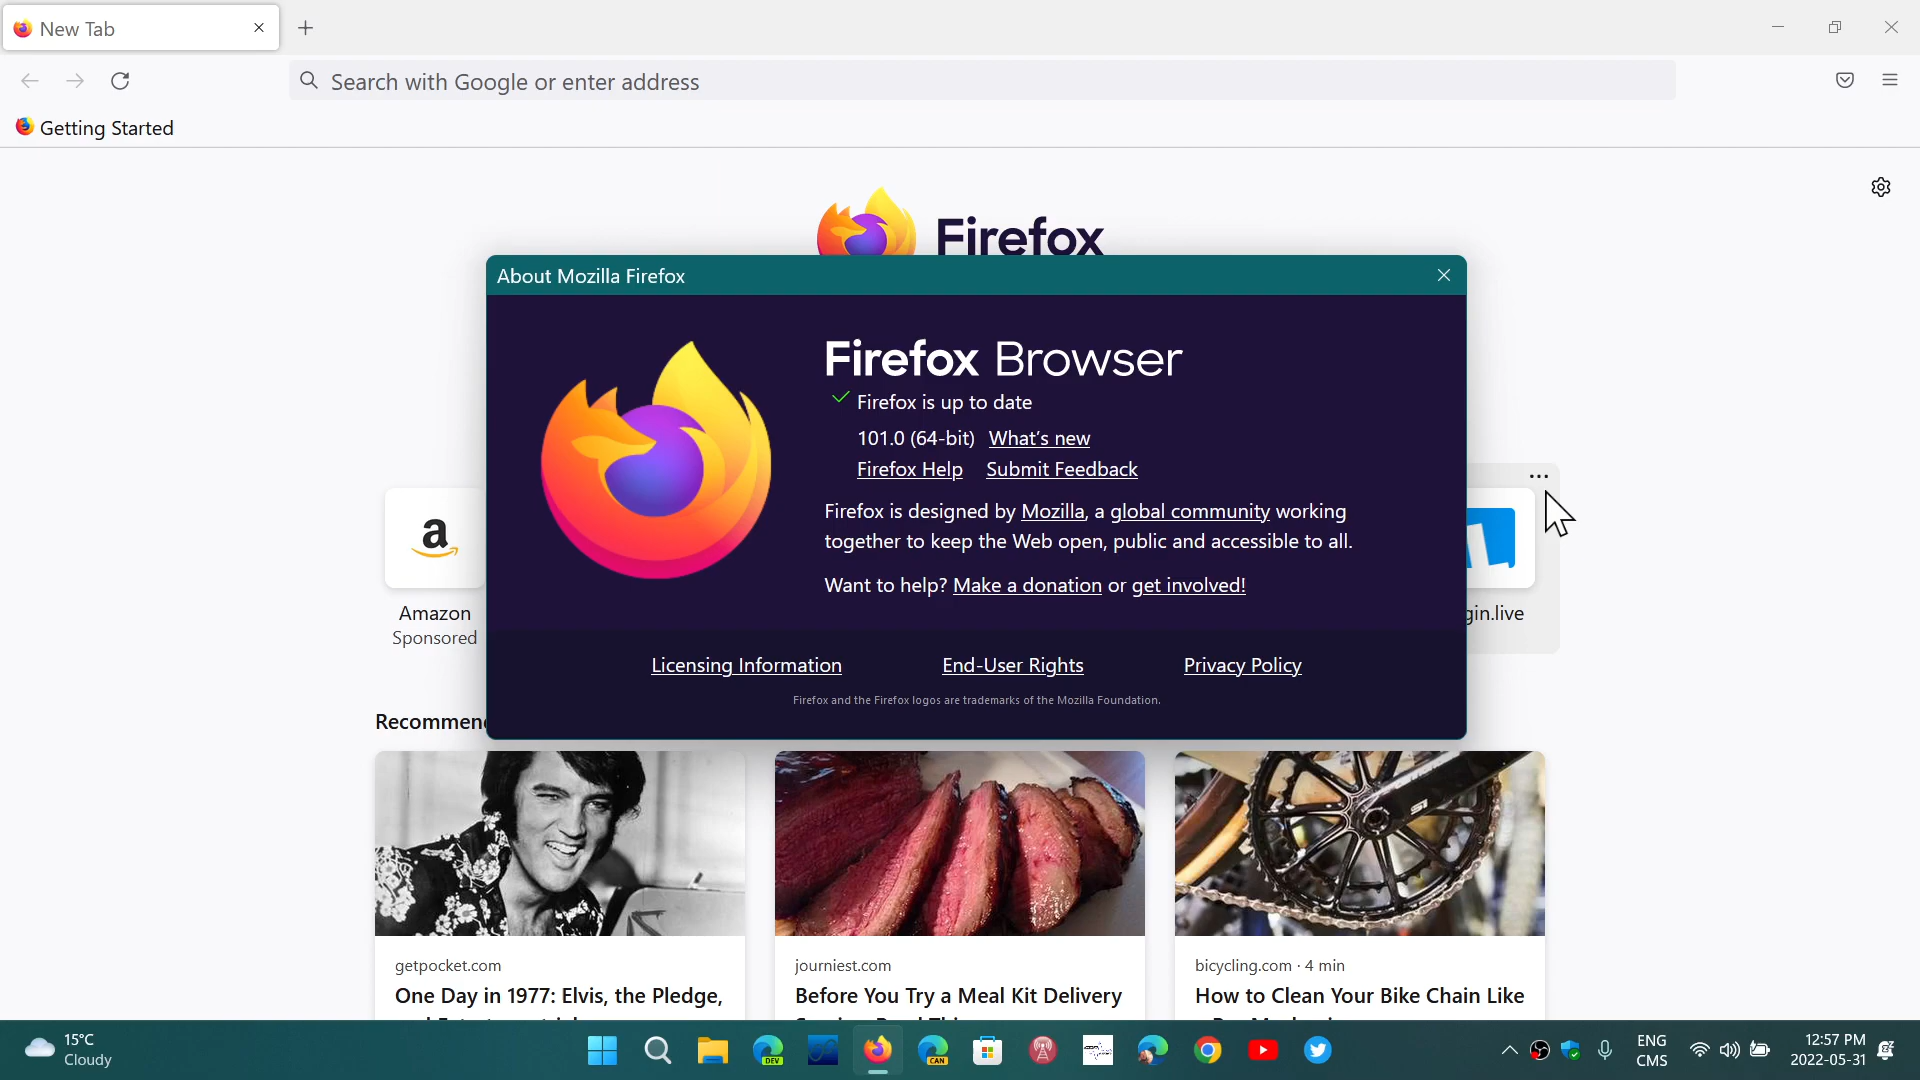 New Tab
Search with Google or enter address
Getting Started
Firefox
About Mozilla Firefox
Firefox Browser
Firefox is up to date
101.0 (64-bit) What's new
Firefox Help Submit Feedback
Firefox is designed by Mozilla, a global community working
together to keep the Web open, public and accessible to all.
Want to help? Make a donation or get involved!
Licensing Information End-User Rights Privacy Policy
Firefox and the Firefox logos are trademarks of the Mozilla Foundation.
a
Amazon
Sponsored
gin.live
Recommen
getpocket.com
One Day in 1977: Elvis, the Pledge,
journiest.com
Before You Try a Meal Kit Delivery
bicycling.com · 4 min
How to Clean Your Bike Chain Like
15°C
Cloudy
DEV
CAN
ENG
CMS
12:57 PM
2022-05-31